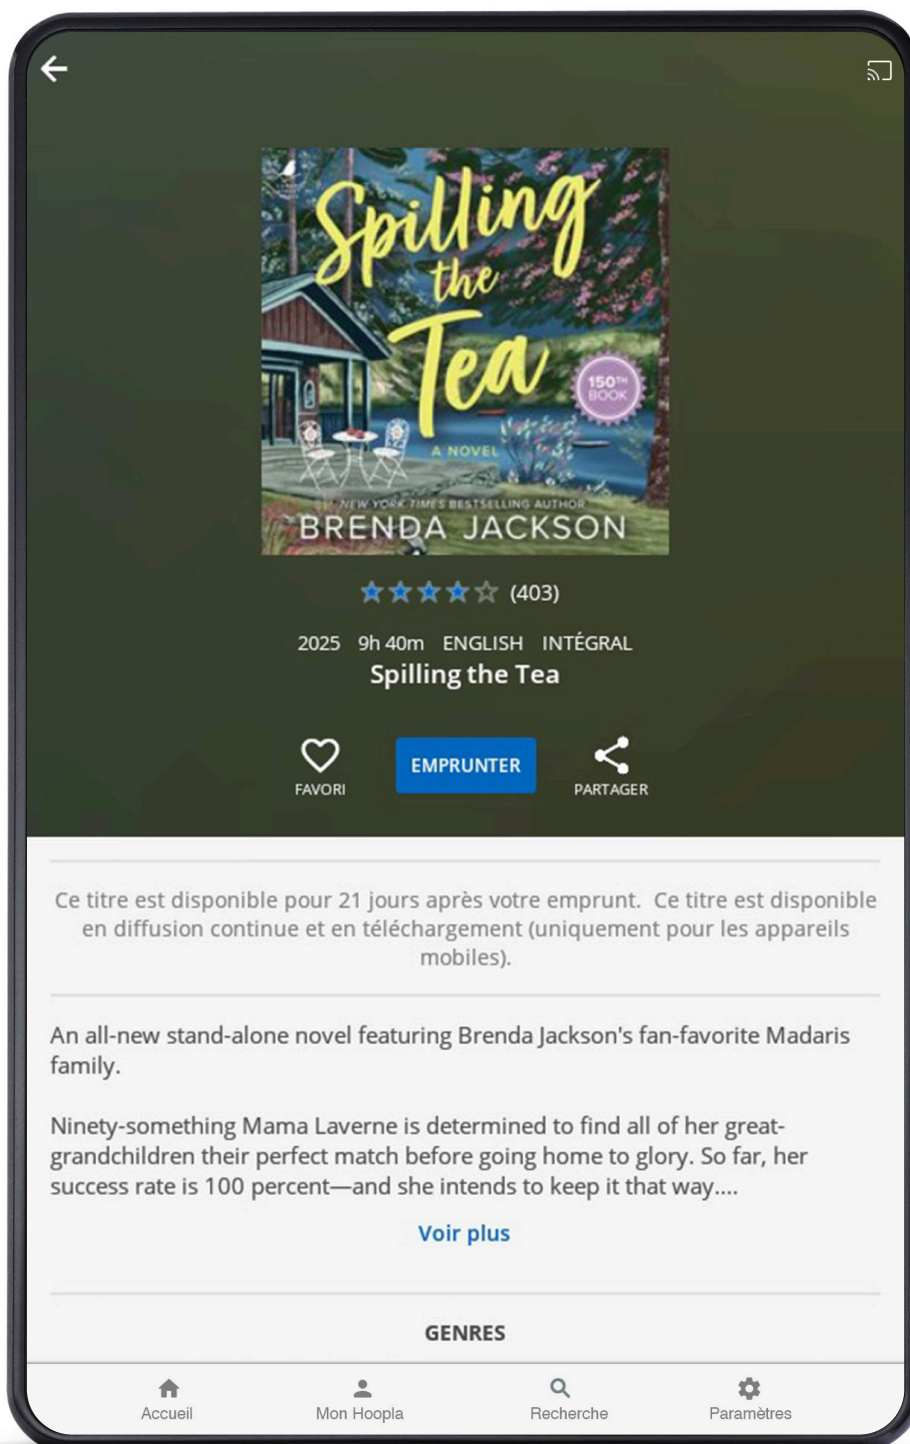 Spilling
the
Tea
150TH
BOOK
A NOVEL
NEW YORK TIMES BESTSELLING AUTHOR
BRENDA JACKSON
(403)
2025 9h 40m ENGLISH INTÉGRAL
Spilling the Tea
FAVORI
EMPRUNTER
PARTAGER
Ce titre est disponible pour 21 jours après votre emprunt. Ce titre est disponible
en diffusion continue et en téléchargement (uniquement pour les appareils
mobiles).
An all-new stand-alone novel featuring Brenda Jackson's fan-favorite Madaris
family.
Ninety-something Mama Laverne is determined to find all of her great-
grandchildren their perfect match before going home to glory. So far, her
success rate is 100 percent—and she intends to keep it that way....
Voir plus
GENRES
Accueil
Mon Hoopla
Recherche
Paramètres